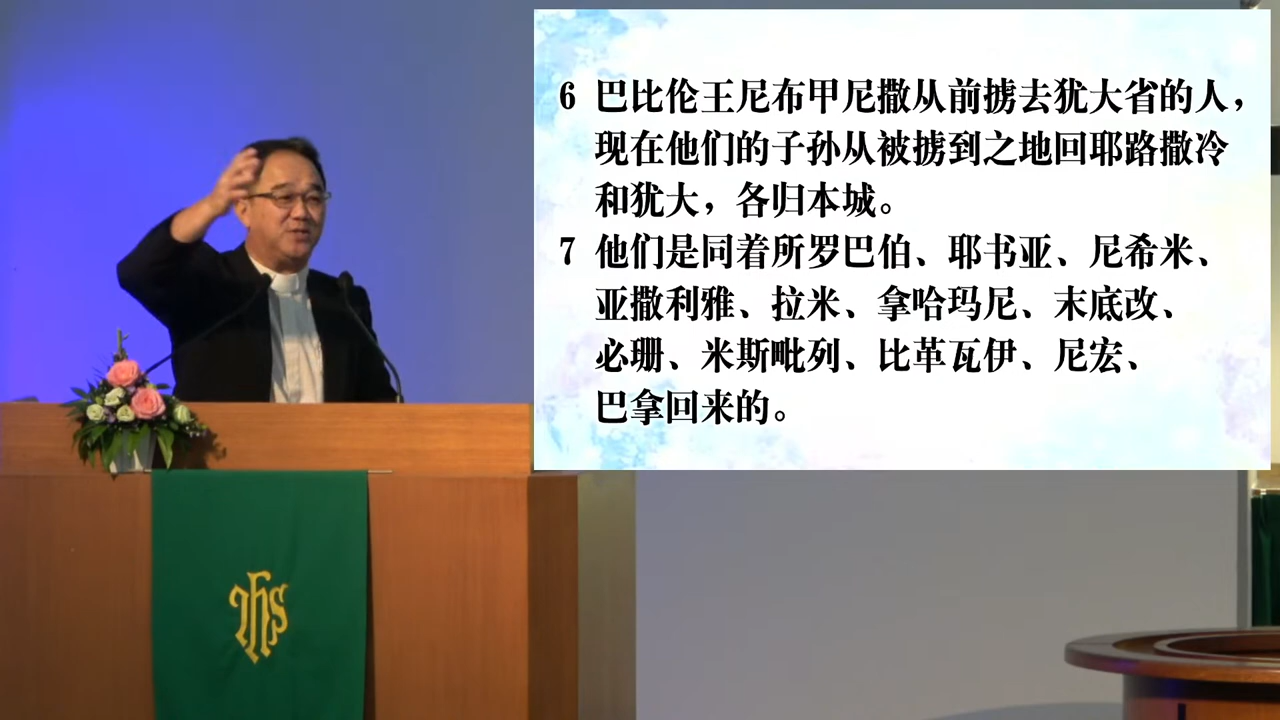 6 巴比伦王尼布甲尼撒从前掳去犹大省的人，
现在他们的子孙从被掳到之地回耶路撒冷
和犹大，各归本城。
7 他们是同着所罗巴伯、耶书亚、尼希米、
亚撒利雅、拉米、拿哈玛尼、末底改、
必珊、米斯毗列、比革瓦伊、尼宏、
巴拿回来的。
IHS